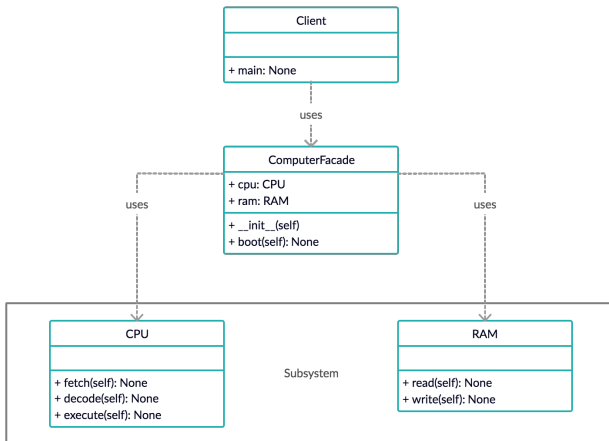 Client
+ main: None
uses
ComputerFacade
+ cpu: CPU
+ ram: RAM
+ __init__(self)
+ boot(self): None
uses
uses
CPU
+ fetch(self): None
+ decode(self): None
+ execute(self): None
Subsystem
RAM
+ read(self): None
+ write(self): None